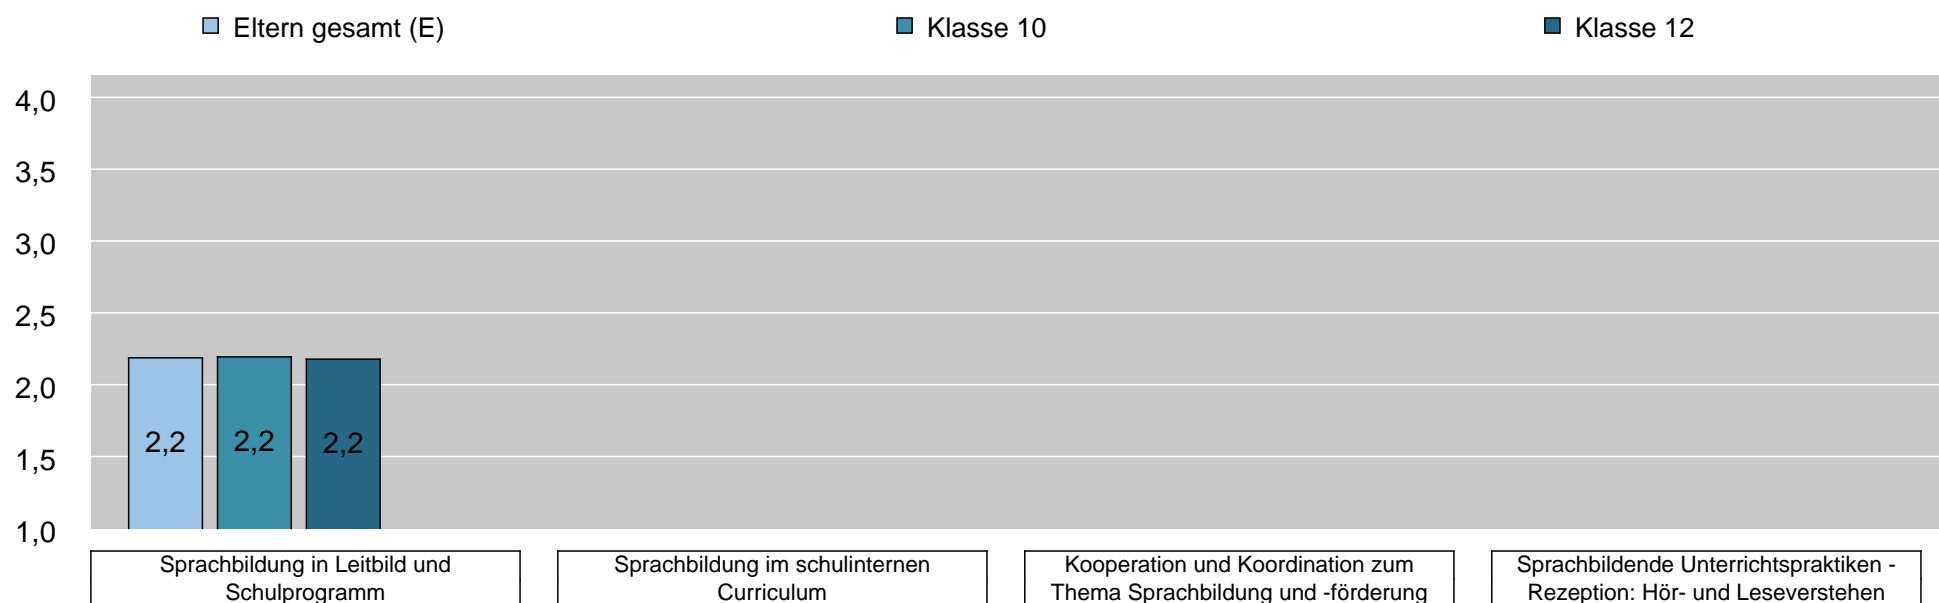 Eltern gesamt (E)
Klasse 10
Klasse 12
4,0
3,5
3,0
2,5
2,0
1,5
1,0
2,2
2,2
2,2
Sprachbildung in Leitbild und
Schulprogramm
Sprachbildung im schulinternen
Curriculum
Kooperation und Koordination zum
Thema Sprachbildung und -förderung
Sprachbildende Unterrichtspraktiken -
Rezeption: Hör- und Leseverstehen